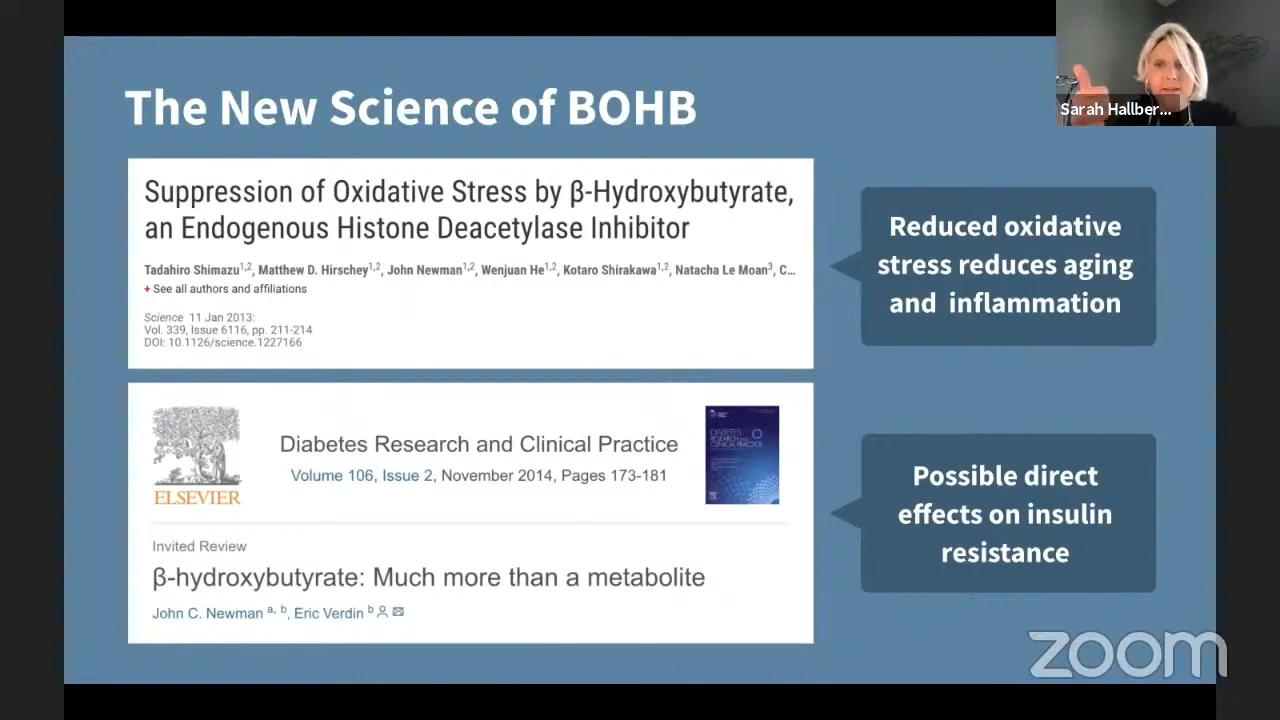 The New Science of BOHB
Sarah Hallber...
Suppression of Oxidative Stress by β-Hydroxybutyrate,
an Endogenous Histone Deacetylase Inhibitor
Tadahiro Shimazu1,2, Matthew D. Hirschey1,2, John Newman1,2, Wenjuan He1,2, Kotaro Shirakawa1,2, Natacha Le Moan3, C...
+ See all authors and affiliations
Science 11 Jan 2013:
Vol. 339, Issue 6116, pp. 211-214
DOI: 10.1126/science.1227166
Reduced oxidative
stress reduces aging
and inflammation
ELSEVIER
Diabetes Research and Clinical Practice
Volume 106, Issue 2, November 2014, Pages 173-181
DIABETES
RESEARCH AND
CLINICAL PRACTICE
Invited Review
β-hydroxybutyrate: Much more than a metabolite
John C. Newman a, b, Eric Verdin b
Possible direct
effects on insulin
resistance
zoom